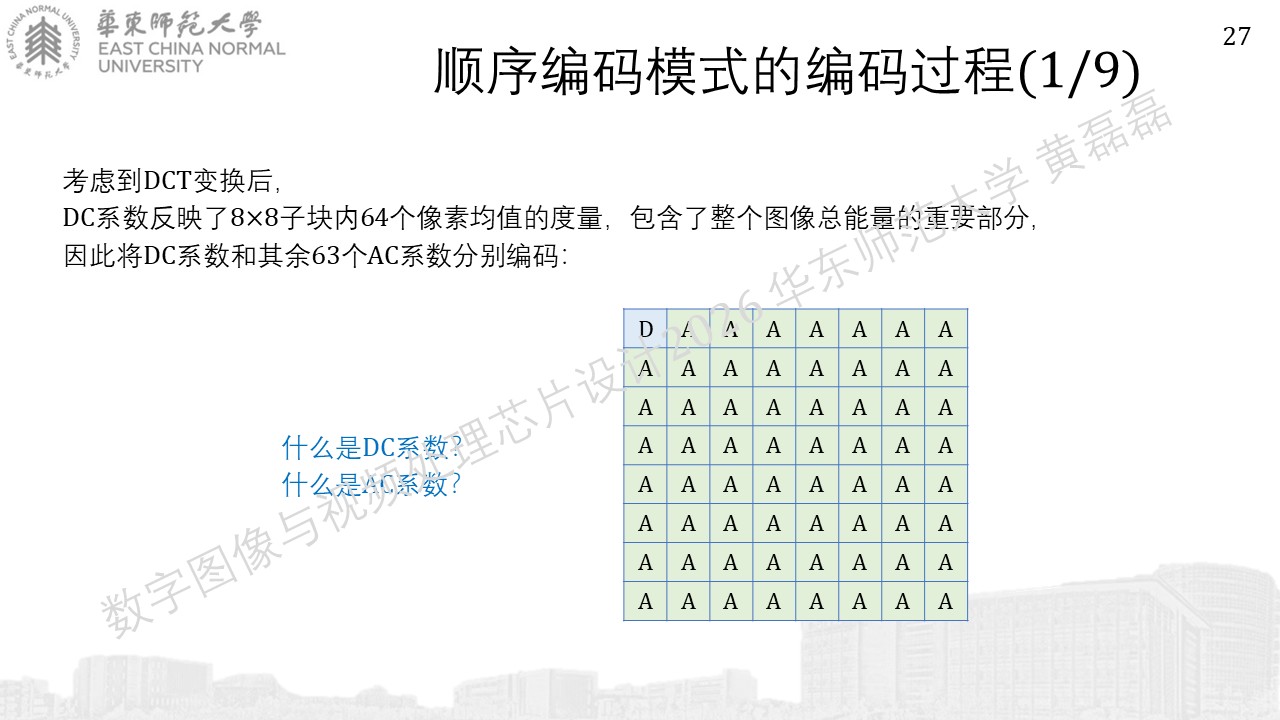 華東師範大學
EAST CHINA NORMAL
UNIVERSITY
27
顺序编码模式的编码过程(1/9)
考虑到DCT变换后，
DC系数反映了8×8子块内64个像素均值的度量，包含了整个图像总能量的重要部分，
因此将DC系数和其余63个AC系数分别编码：
D A A A A A A A
A A A A A A A A
A A A A A A A A
A A A A A A A A
A A A A A A A A
A A A A A A A A
A A A A A A A A
A A A A A A A A
什么是DC系数？
什么是AC系数？
数字图像与视频处理芯片设计2026 华东师范大学 黄磊磊